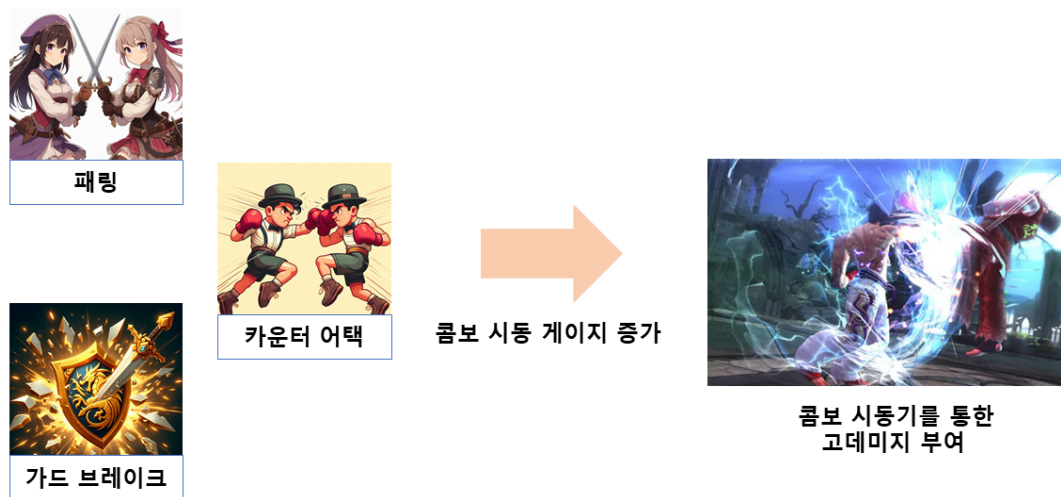 패링
카운터 어택
가드 브레이크
콤보 시동 게이지 증가
콤보 시동기를 통한
고데미지 부여